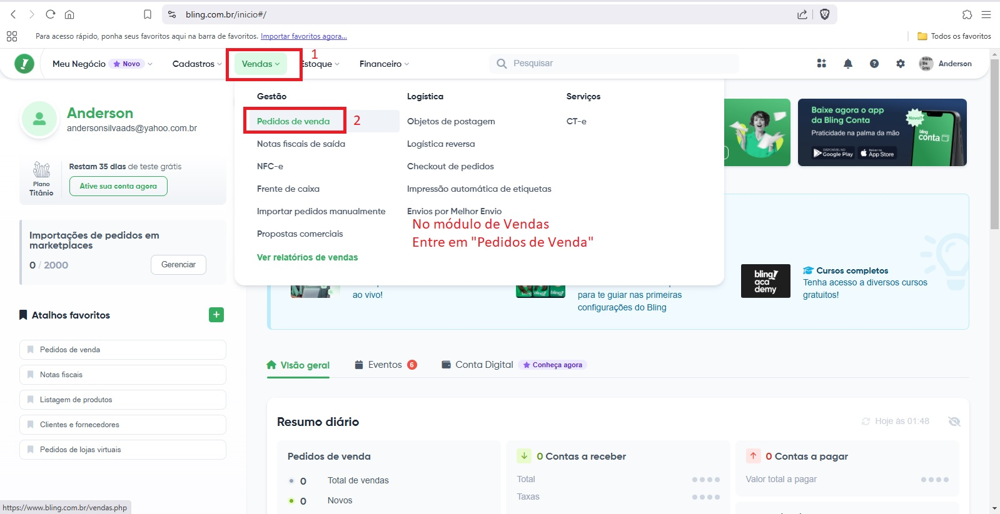 bling.com.br/inicio#/
Para acesso rápido, ponha seus favoritos aqui na barra de favoritos. Importar favoritos agora...
Todos os favoritos
Meu Negócio
Novo
Cadastros
Vendas
1
Estoque
Financeiro
Pesquisar
Anderson
Anderson
andersonsilvaads@yahoo.com.br
Plano
Titânio
Restam 35 dias de teste grátis
Ative sua conta agora
Importações de pedidos em
marketplaces
0 / 2000
Gerenciar
Atalhos favoritos
Pedidos de venda
Notas fiscais
Listagem de produtos
Clientes e fornecedores
Pedidos de lojas virtuais
Gestão
Pedidos de venda
2
Notas fiscais de saída
NFC-e
Frente de caixa
Importar pedidos manualmente
Propostas comerciais
Ver relatórios de vendas
Logística
Objetos de postagem
Logística reversa
Checkout de pedidos
Impressão automática de etiquetas
Envios por Melhor Envio
Serviços
CT-e
No módulo de Vendas
Entre em "Pedidos de Venda"
Baixe agora o app
da Bling Conta
Praticidade na palma da mão
DISPONÍVEL NO
Google Play
Baixar na
App Store
Novo!!
bling
conta
ao vivo!
bling!
para te guiar nas primeiras
configurações do Bling
bling!
aca
demy
Cursos completos
Tenha acesso a diversos cursos
gratuitos!
Visão geral
Eventos
6
Conta Digital
Conheça agora
Resumo diário
Hoje às 01:48
Pedidos de venda
0 Total de vendas
0 Novos
0 Contas a receber
Total
Taxas
0 Contas a pagar
Valor total a pagar
https://www.bling.com.br/vendas.php